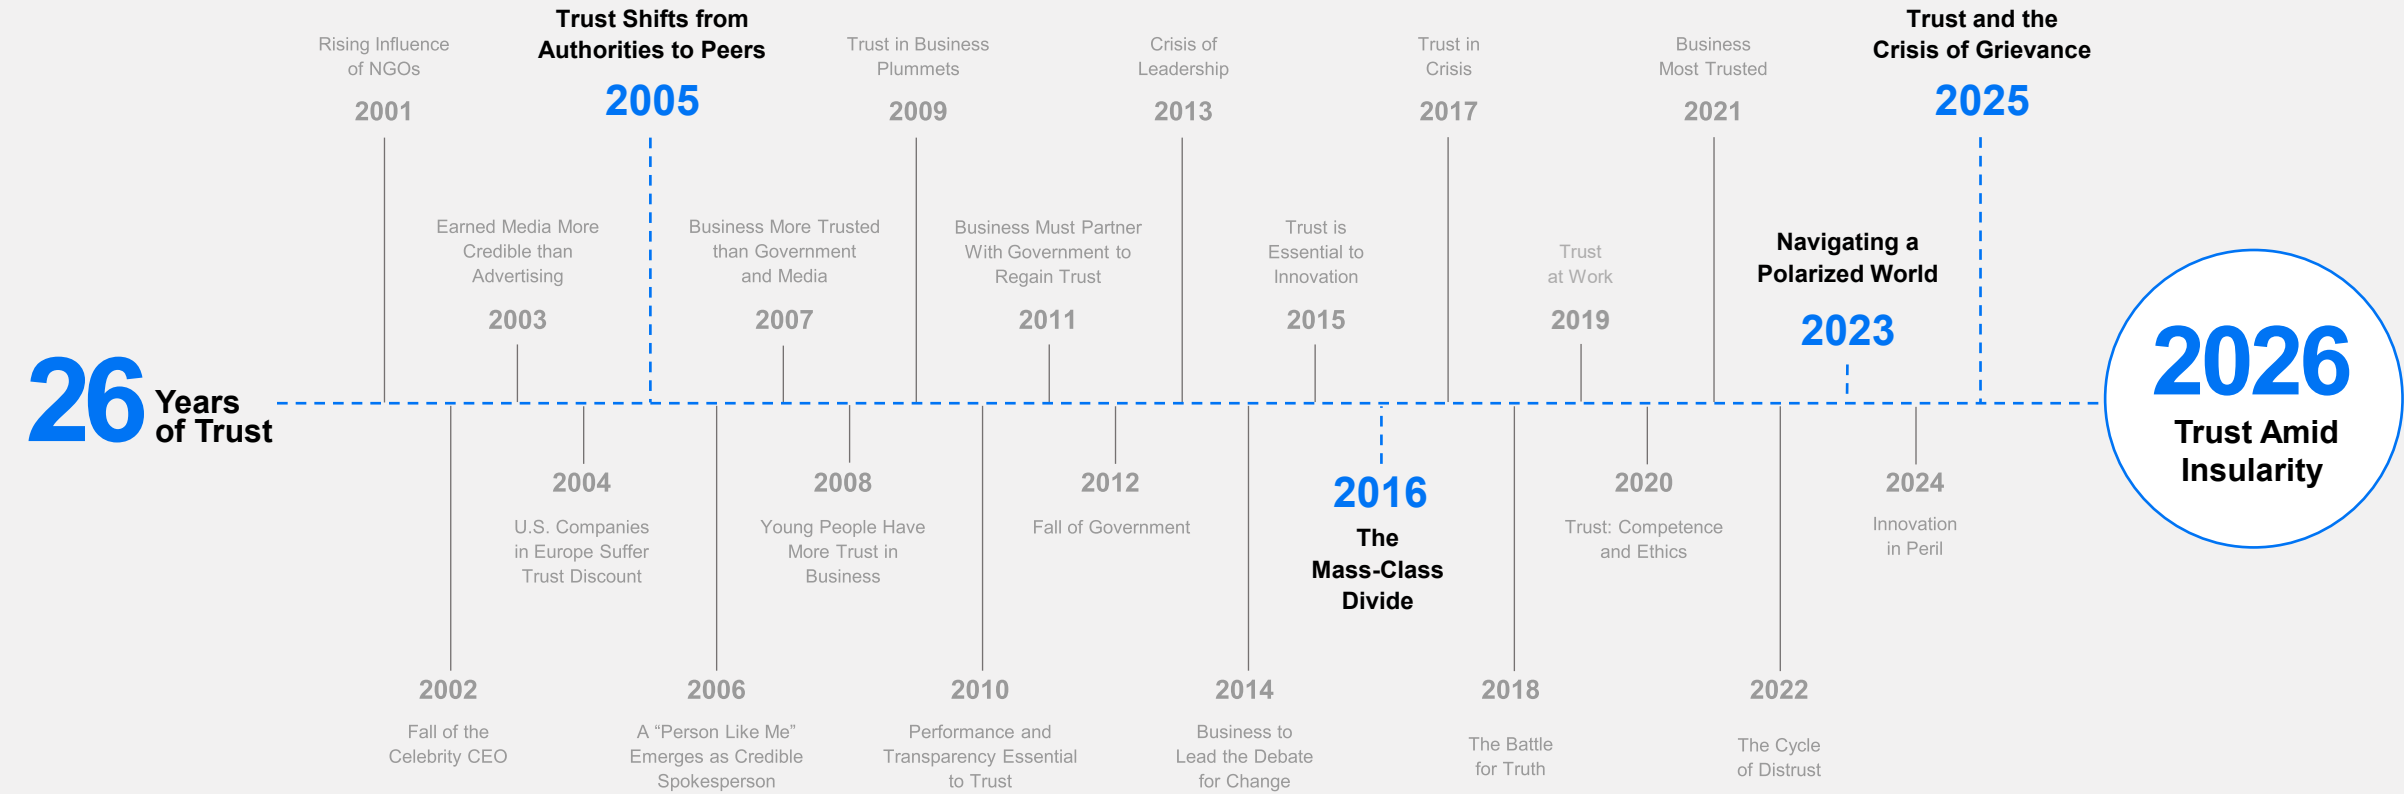 26
Years
of Trust
Rising Influence
of NGOs
2001
2002
Fall of the
Celebrity CEO
Earned Media More
Credible than
Advertising
2003
2004
U.S. Companies
in Europe Suffer
Trust Discount
Trust Shifts from
Authorities to Peers
2005
2006
A “Person Like Me”
Emerges as Credible
Spokesperson
Business More Trusted
than Government
and Media
2007
2008
Young People Have
More Trust in
Business
Trust in Business
Plummets
2009
2010
Performance and
Transparency Essential
to Trust
Business Must Partner
With Government to
Regain Trust
2011
2012
Fall of Government
Crisis of
Leadership
2013
2014
Business to
Lead the Debate
for Change
Trust is
Essential to
Innovation
2015
2016
The
Mass-Class
Divide
Trust in
Crisis
2017
2018
The Battle
for Truth
Trust
at Work
2019
2020
Trust: Competence
and Ethics
Business
Most Trusted
2021
2022
The Cycle
of Distrust
Navigating a
Polarized World
2023
2024
Innovation
in Peril
Trust and the
Crisis of Grievance
2025
2026
Trust Amid
Insularity